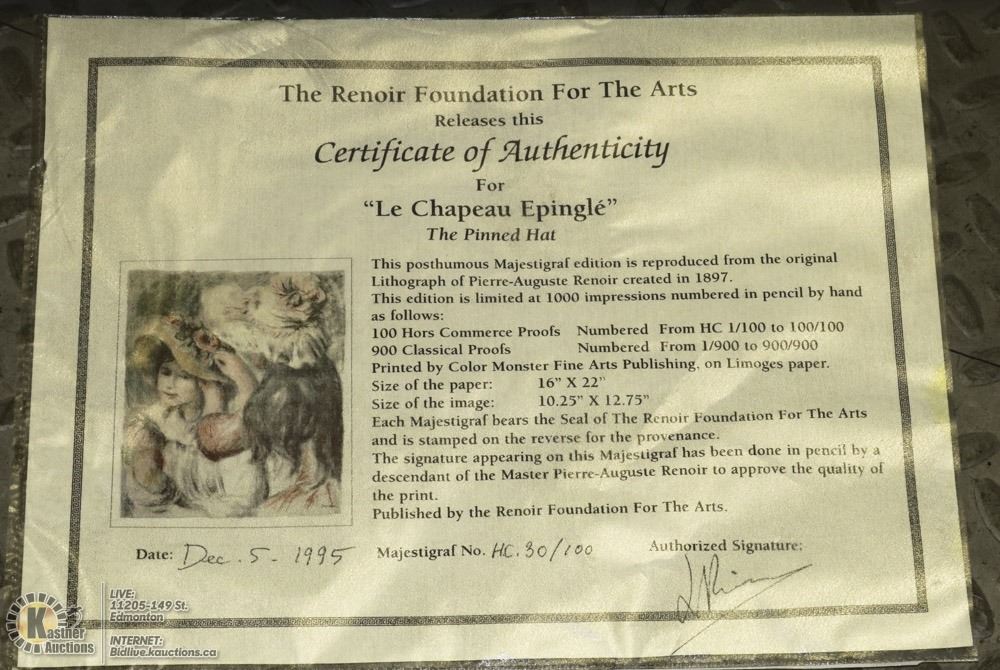 The Renoir Foundation For The Arts
Releases this
Certificate of Authenticity
For
“Le Chapeau Epinglé”
The Pinned Hat
This posthumous Majestigraf edition is reproduced from the original
Lithograph of Pierre-Auguste Renoir created in 1897.
This edition is limited at 1000 impressions numbered in pencil by hand
as follows:
100 Hors Commerce Proofs Numbered From HC 1/100 to 100/100
900 Classical Proofs Numbered From 1/900 to 900/900
Printed by Color Monster Fine Arts Publishing, on Limoges paper.
Size of the paper: 16” X 22”
Size of the image: 10.25” X 12.75”
Each Majestigraf bears the Seal of The Renoir Foundation For The Arts
and is stamped on the reverse for the provenance.
The signature appearing on this Majestigraf has been done in pencil by a
descendant of the Master Pierre-Auguste Renoir to approve the quality of
the print.
Published by the Renoir Foundation For The Arts.
Date: Dec. 5 - 1995 Majestigraf No. HC.30/100 Authorized Signature:
Kastner
Auctions
LIVE:
11205-149 St.
Edmonton
INTERNET:
Bidlive.kauctions.ca